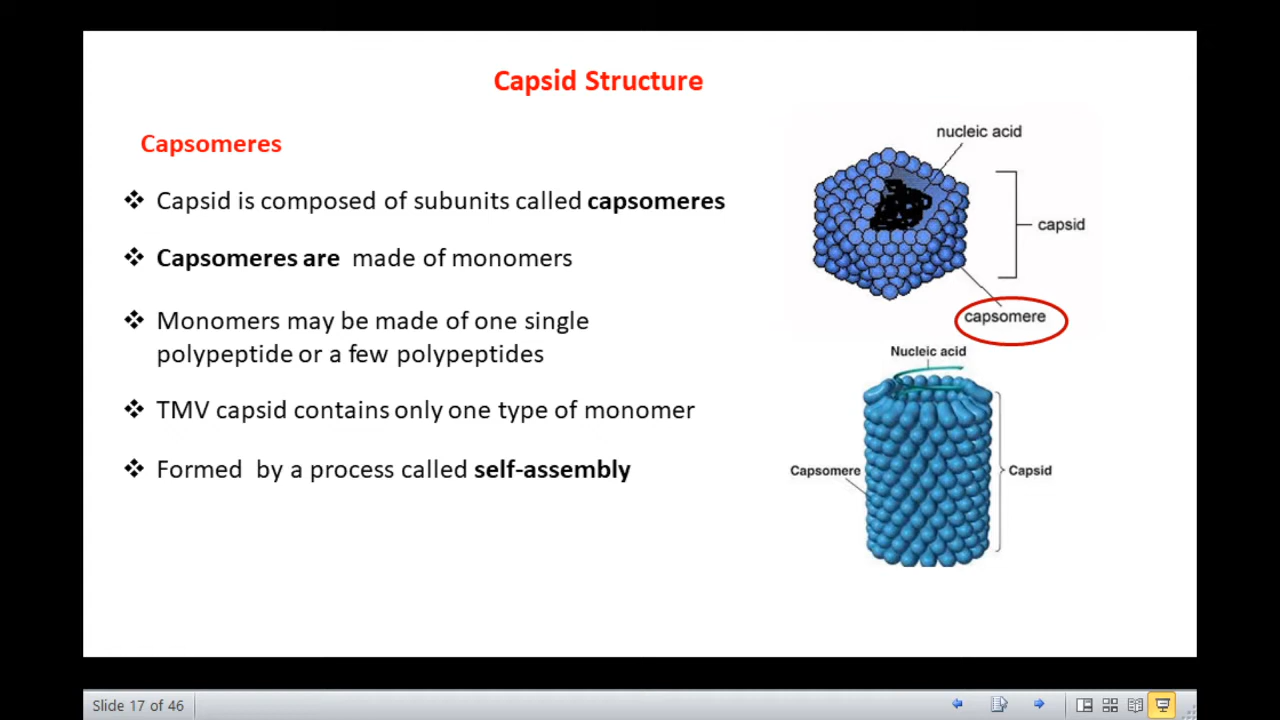 Capsid Structure
Capsomeres
❖ Capsid is composed of subunits called capsomeres
❖ Capsomeres are made of monomers
❖ Monomers may be made of one single
polypeptide or a few polypeptides
❖ TMV capsid contains only one type of monomer
❖ Formed by a process called self-assembly
nucleic acid
capsid
capsomere
Nucleic acid
Capsomere
Capsid
Slide 17 of 46